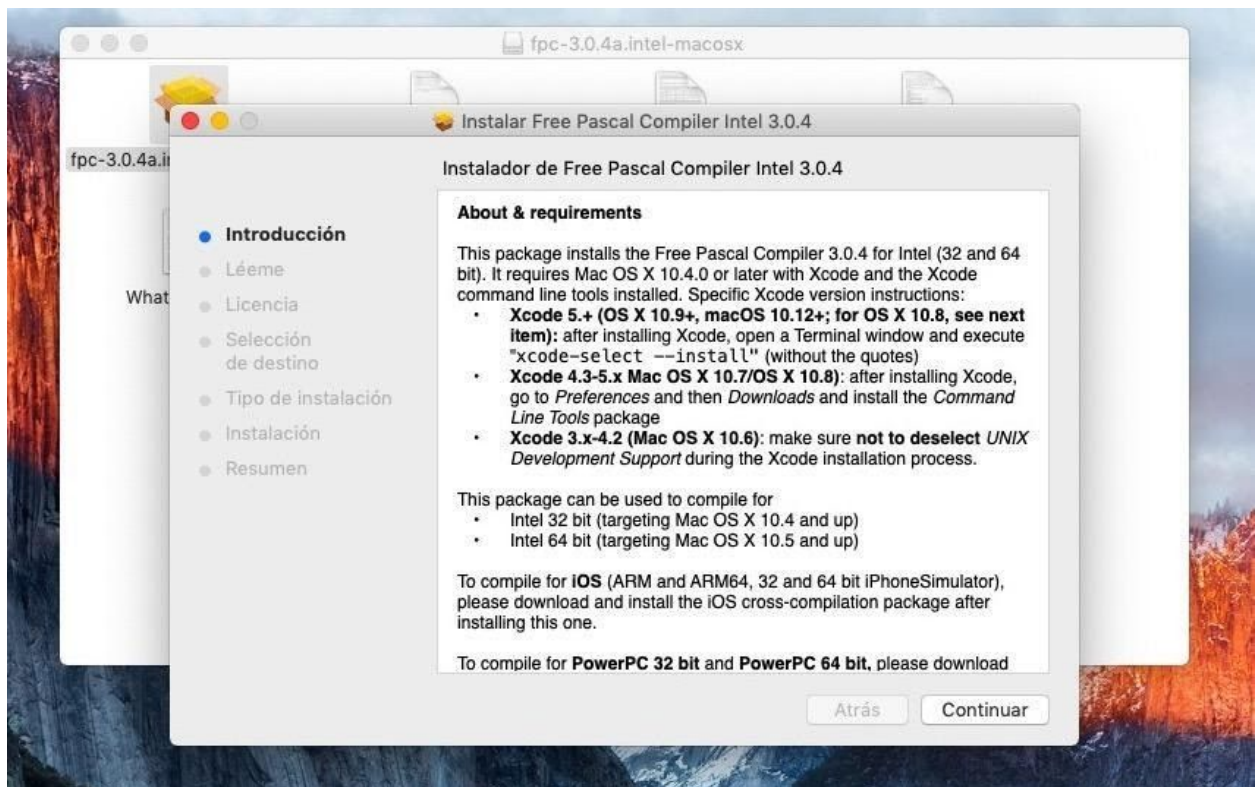 fpc-3.0.4a.intel-macosx
Instalar Free Pascal Compiler Intel 3.0.4
fpc-3.0.4a.i
What
Instalador de Free Pascal Compiler Intel 3.0.4
Introducción
Léeme
Licencia
Selección
de destino
Tipo de instalación
Instalación
Resumen
About & requirements
This package installs the Free Pascal Compiler 3.0.4 for Intel (32 and 64
bit). It requires Mac OS X 10.4.0 or later with Xcode and the Xcode
command line tools installed. Specific Xcode version instructions:
• Xcode 5.+ (OS X 10.9+, macOS 10.12+; for OS X 10.8, see next
item): after installing Xcode, open a Terminal window and execute
"xcode-select --install" (without the quotes)
• Xcode 4.3-5.x Mac OS X 10.7/OS X 10.8): after installing Xcode,
go to Preferences and then Downloads and install the Command
Line Tools package
• Xcode 3.x-4.2 (Mac OS X 10.6): make sure not to deselect UNIX
Development Support during the Xcode installation process.
This package can be used to compile for
• Intel 32 bit (targeting Mac OS X 10.4 and up)
• Intel 64 bit (targeting Mac OS X 10.5 and up)
To compile for iOS (ARM and ARM64, 32 and 64 bit iPhoneSimulator),
please download and install the iOS cross-compilation package after
installing this one.
To compile for PowerPC 32 bit and PowerPC 64 bit, please download
Atrás
Continuar